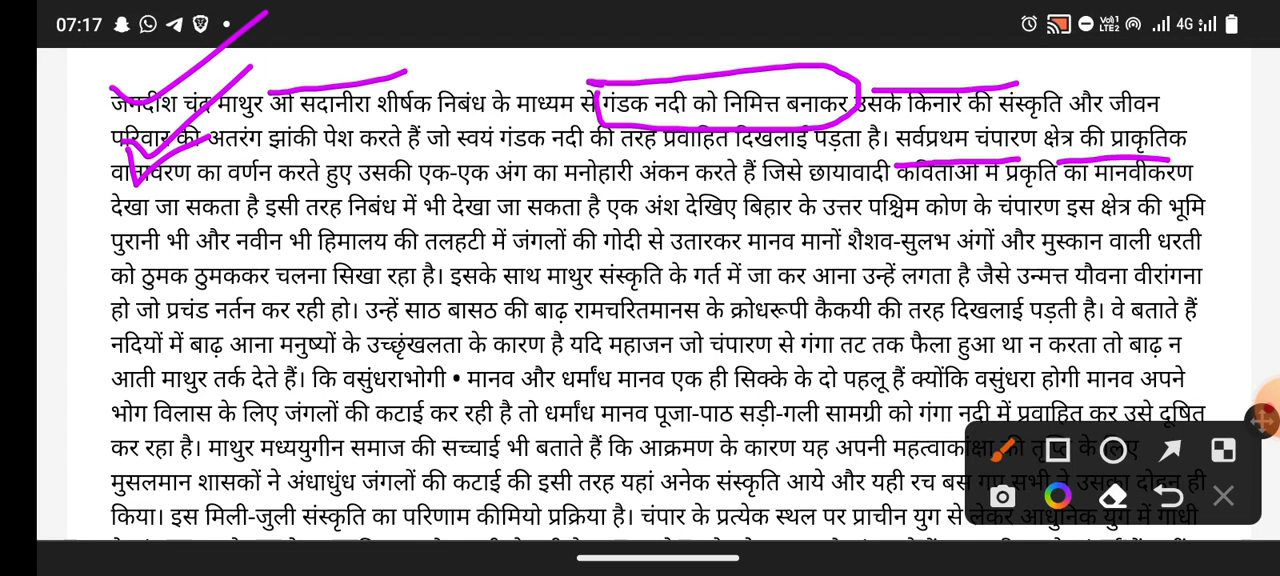 07:17
4G
जगदीश चंद्र माथुर ओ सदानीरा शीर्षक निबंध के माध्यम से गंडक नदी को निमित्त बनाकर उसके किनारे की संस्कृति और जीवन
परिवार की अतरंग झांकी पेश करते हैं जो स्वयं गंडक नदी की तरह प्रवाहित दिखलाई पड़ता है। सर्वप्रथम चंपारण क्षेत्र की प्राकृतिक
वातावरण का वर्णन करते हुए उसकी एक-एक अंग का मनोहारी अंकन करते हैं जिसे छायावादी कविताओं में प्रकृति का मानवीकरण
देखा जा सकता है इसी तरह निबंध में भी देखा जा सकता है एक अंश देखिए बिहार के उत्तर पश्चिम कोण के चंपारण इस क्षेत्र की भूमि
पुरानी भी और नवीन भी हिमालय की तलहटी में जंगलों की गोदी से उतारकर मानव मानों शैशव-सुलभ अंगों और मुस्कान वाली धरती
को ठुमक ठुमककर चलना सिखा रहा है। इसके साथ माथुर संस्कृति के गर्त में जा कर आना उन्हें लगता है जैसे उन्मत्त यौवना वीरांगना
हो जो प्रचंड नर्तन कर रही हो। उन्हें साठ बासठ की बाढ़ रामचरितमानस के क्रोधरूपी कैकयी की तरह दिखलाई पड़ती है। वे बताते हैं
नदियों में बाढ़ आना मनुष्यों के उच्छृंखलता के कारण है यदि महाजन जो चंपारण से गंगा तट तक फैला हुआ था न करता तो बाढ़ न
आती माथुर तर्क देते हैं। कि वसुंधराभोगी • मानव और धर्मांध मानव एक ही सिक्के के दो पहलू हैं क्योंकि वसुंधरा होगी मानव अपने
भोग विलास के लिए जंगलों की कटाई कर रही है तो धर्मांध मानव पूजा-पाठ सड़ी-गली सामग्री को गंगा नदी में प्रवाहित कर उसे दूषित
कर रहा है। माथुर मध्ययुगीन समाज की सच्चाई भी बताते हैं कि आक्रमण के कारण यह अपनी महत्वाकांक्षा की तृप्ति के लिए
मुसलमान शासकों ने अंधाधुंध जंगलों की कटाई की इसी तरह यहां अनेक संस्कृति आये और यही रच बस गए सभी ने उसका दोहन ही
किया। इस मिली-जुली संस्कृति का परिणाम कीमियो प्रक्रिया है। चंपार के प्रत्येक स्थल पर प्राचीन युग से लेकर आधुनिक युग में गांधी